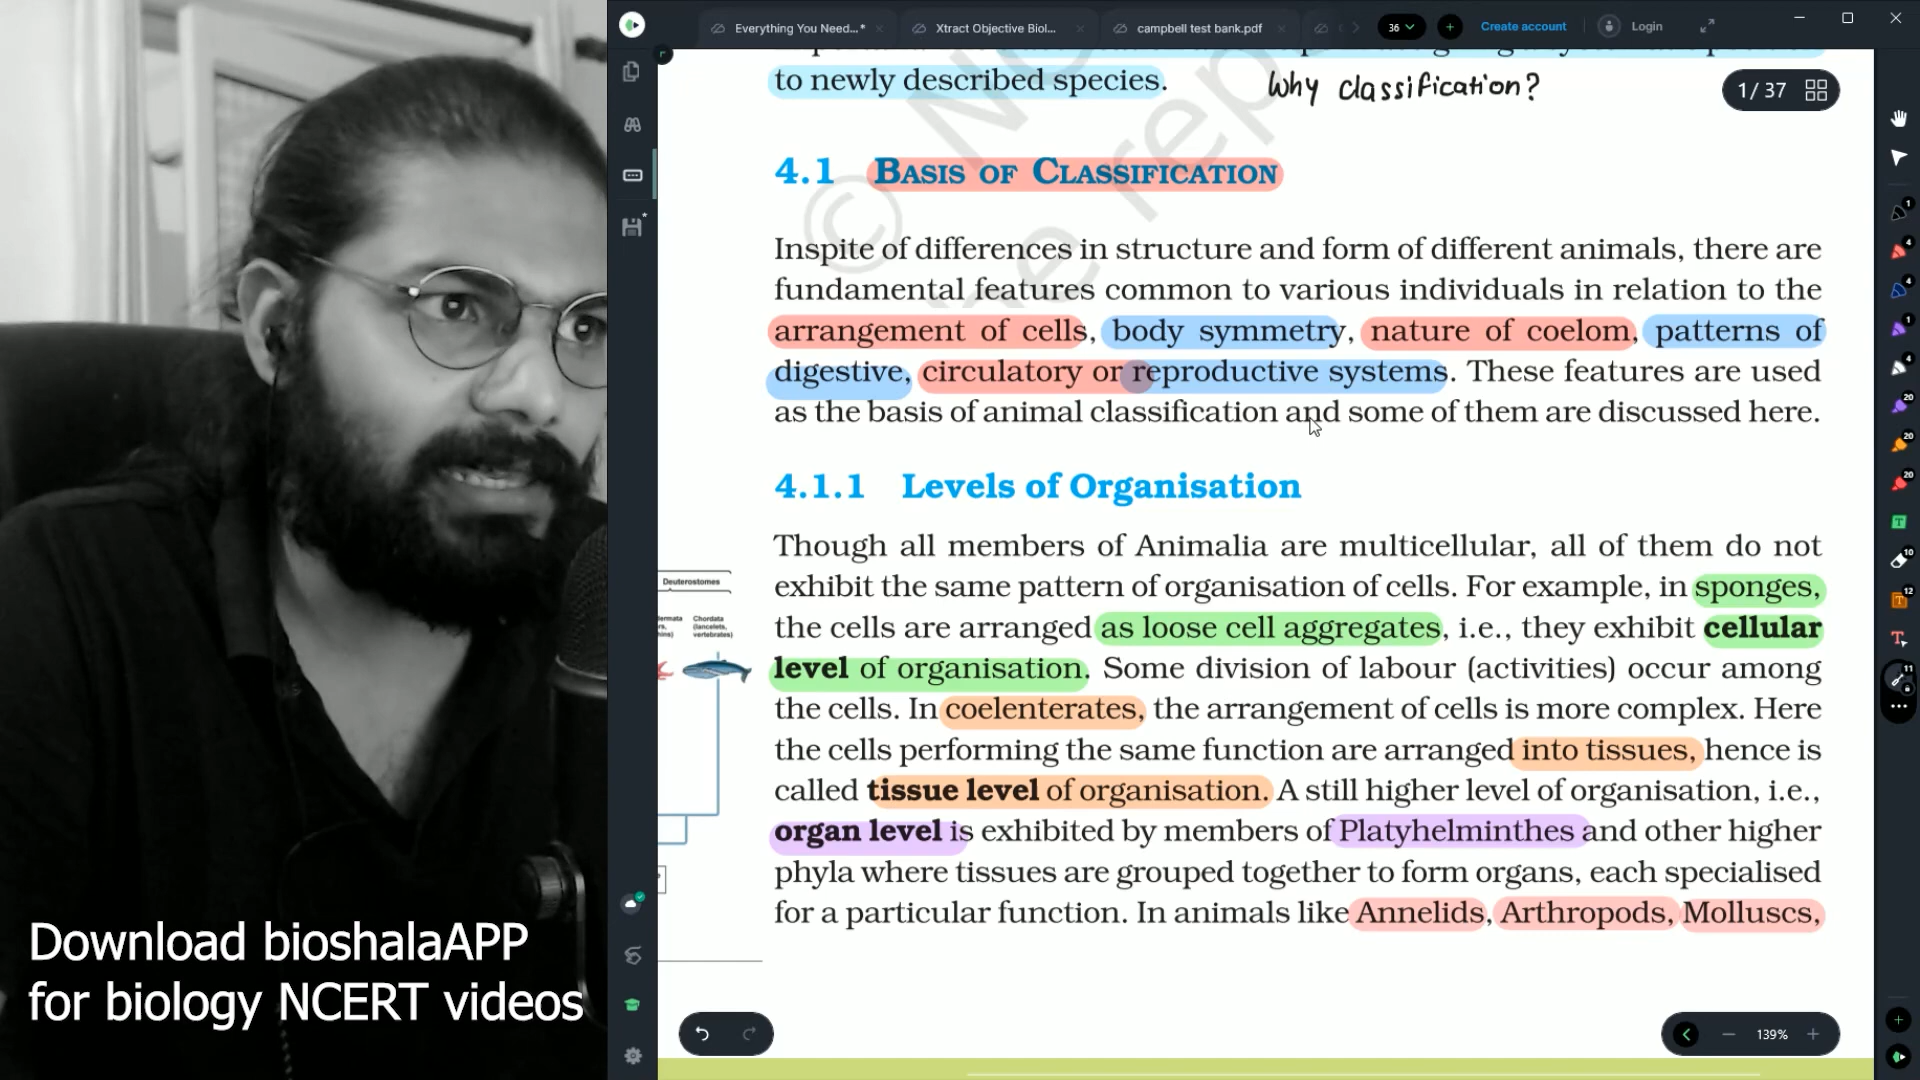 Everything You Need...*
Xtract Objective Biol...
campbell test bank.pdf
36
Create account
Login
to newly described species.
Why classification?
1 / 37
4.1 BASIS OF CLASSIFICATION
Inspite of differences in structure and form of different animals, there are
fundamental features common to various individuals in relation to the
arrangement of cells, body symmetry, nature of coelom, patterns of
digestive, circulatory or reproductive systems. These features are used
as the basis of animal classification and some of them are discussed here.
4.1.1 Levels of Organisation
Though all members of Animalia are multicellular, all of them do not
exhibit the same pattern of organisation of cells. For example, in sponges,
the cells are arranged as loose cell aggregates, i.e., they exhibit cellular
level of organisation. Some division of labour (activities) occur among
the cells. In coelenterates, the arrangement of cells is more complex. Here
the cells performing the same function are arranged into tissues, hence is
called tissue level of organisation. A still higher level of organisation, i.e.,
organ level is exhibited by members of Platyhelminthes and other higher
phyla where tissues are grouped together to form organs, each specialised
for a particular function. In animals like Annelids, Arthropods, Molluscs,
Deuterostomes
Chordata
(lancelets,
vertebrates)
139%
Download bioshalaAPP
for biology NCERT videos